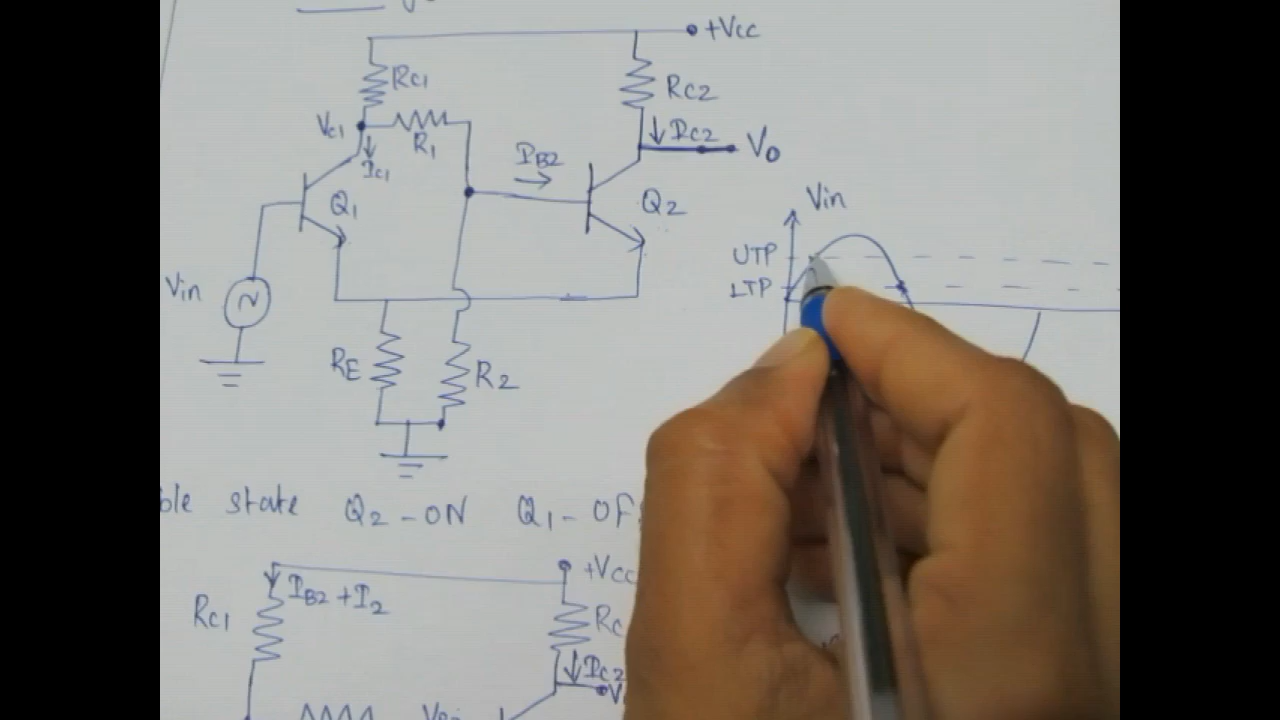 +Vcc
RC1
RC2
VC1
R1
IC1
IB2
IC2
Vo
Q1
Q2
Vin
Vin
UTP
LTP
~
RE
R2
state Q2-ON Q1-OF
+VCC
IB2+I2
RC1
RC
IC2
V